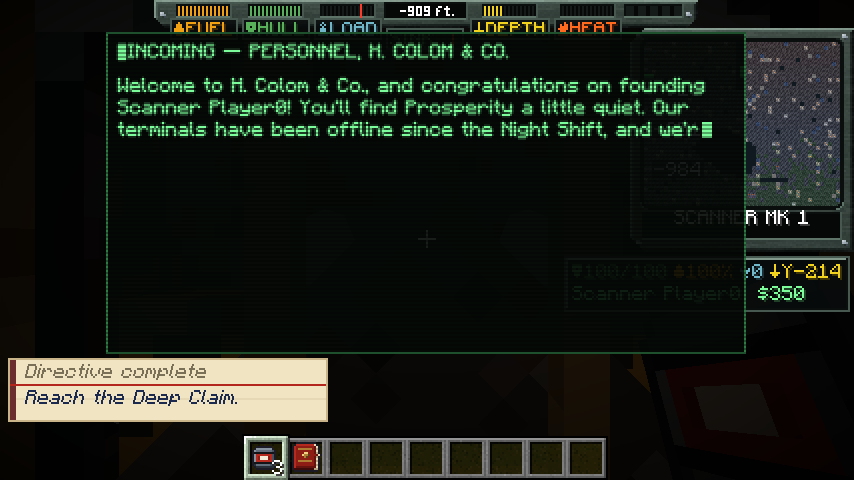 -909 ft.
FUEL HULL LOAD DEPTH HEAT
INCOMING — PERSONNEL, H. COLOM & CO.
Welcome to H. Colom & Co., and congratulations on founding
Scanner Player0! You'll find Prosperity a little quiet. Our
terminals have been offline since the Night Shift, and we'r
-984
SCANNER MK 1
100/100 100% 0 Y-214
Scanner Player0 $350
Directive complete
Reach the Deep Claim.
3